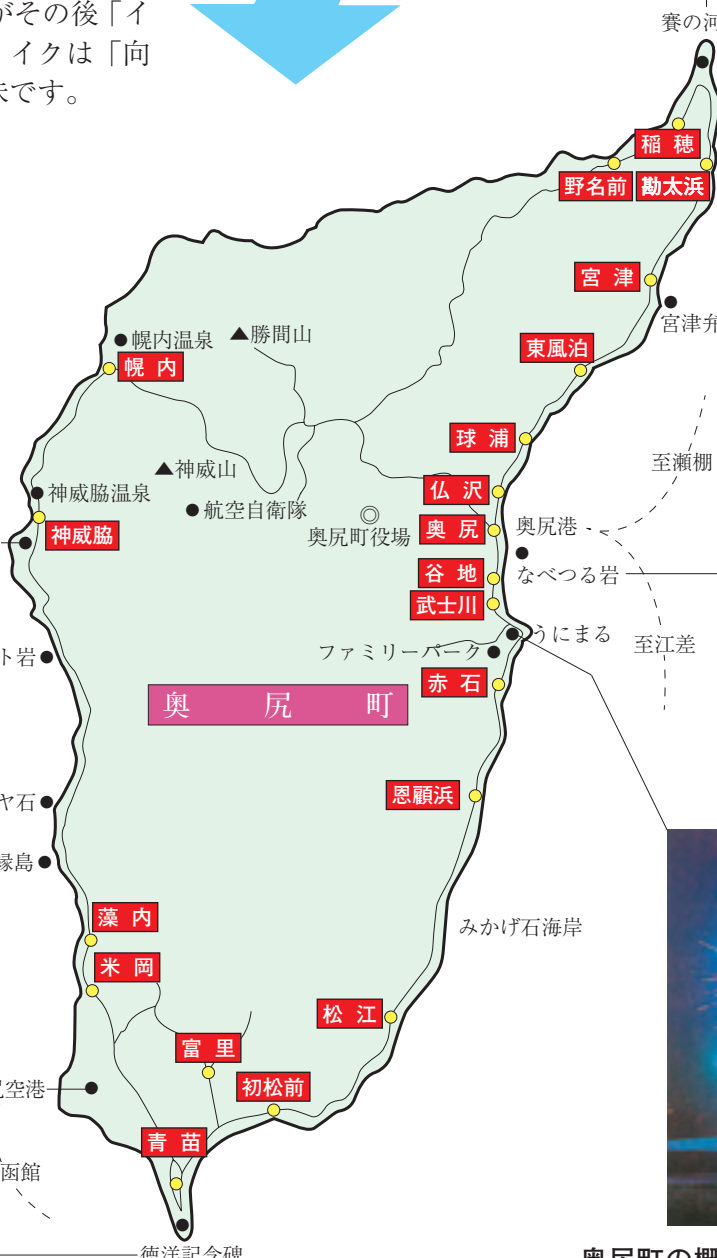 がその後「イ
イクは「向
味です。
賽の河
稲穂
野名前
勘太浜
宮津
宮津弁
東風泊
幌内温泉
▲勝間山
幌内
球浦
至瀬棚
▲神威山
仏沢
神威脇温泉
航空自衛隊
奥尻町役場
奥尻
奥尻港
神威脇
谷地
なべつる岩
武士川
うにまる
ファミリーパーク
至江差
ト岩
赤石
奥尻町
恩顧浜
ヤ石
縁島
藻内
みかげ石海岸
米岡
松江
富里
空港
初松前
青苗
函館
徳洋記念碑
奥尻町の棚